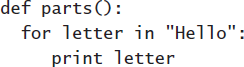 def parts():
  for letter in "Hello":
    print letter